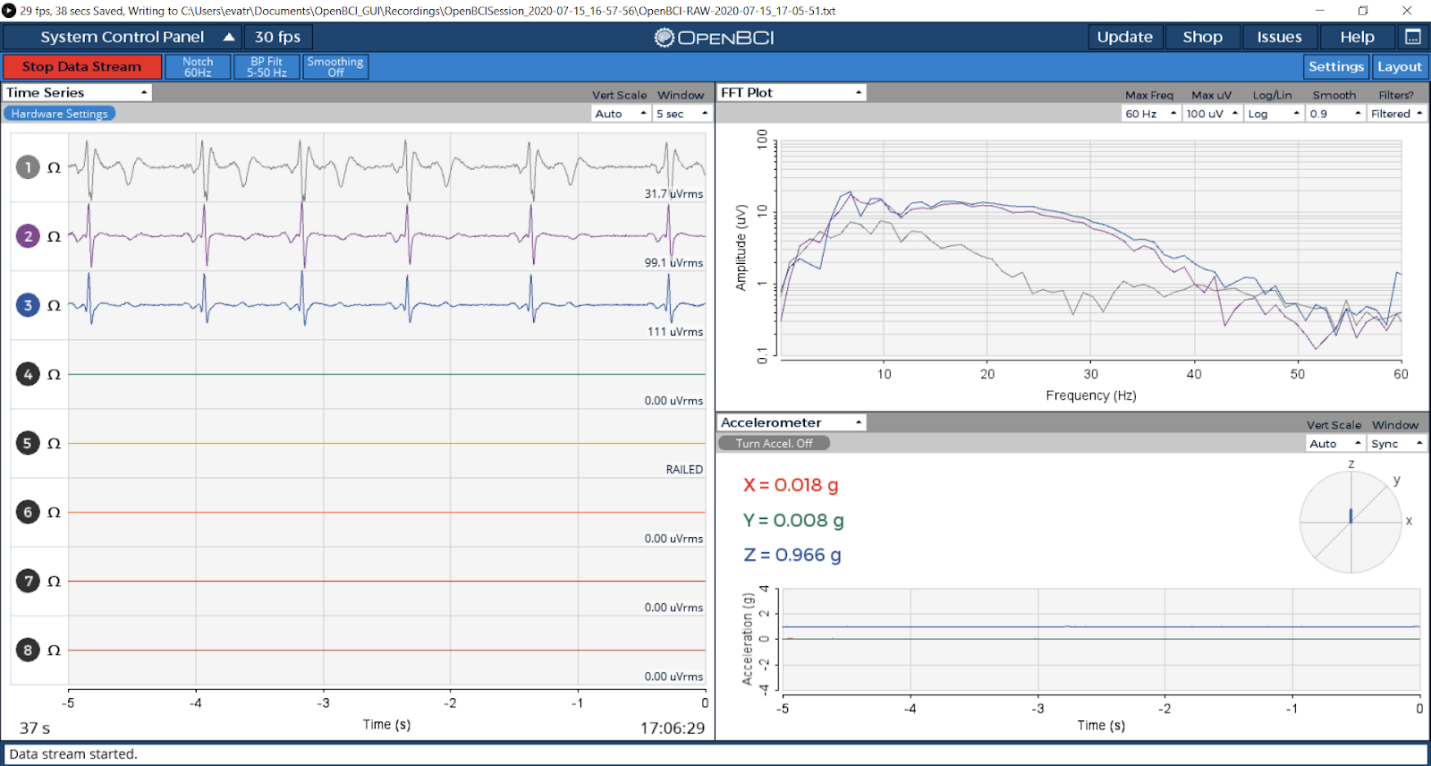 29 fps, 38 secs Saved, Writing to C:\Users\evatr\Documents\OpenBCI_GUI\Recordings\OpenBCISession_2020-07-15_16-57-56\OpenBCI-RAW-2020-07-15_17-05-51.txt
System Control Panel 30 fps OPENBCI Update Shop Issues Help
Stop Data Stream Notch 60Hz BP Filt 5-50 Hz Smoothing Off Settings Layout
Time Series
Vert Scale Window
Hardware Settings Auto 5 sec
1 Ω 31.7 uVrms
2 Ω 99.1 uVrms
3 Ω 111 uVrms
4 Ω 0.00 uVrms
5 Ω RAILED
6 Ω 0.00 uVrms
7 Ω 0.00 uVrms
8 Ω 0.00 uVrms
-5 -4 -3 -2 -1 0
Time (s)
37 s 17:06:29
FFT Plot
Max Freq Max uV Log/Lin Smooth Filters?
60 Hz 100 uV Log 0.9 Filtered
100
10
1
0.1
Amplitude (uV)
10 20 30 40 50 60
Frequency (Hz)
Accelerometer
Vert Scale Window
Turn Accel. Off Auto Sync
X = 0.018 g
Y = 0.008 g
Z = 0.966 g
z
y
x
4
2
0
-2
-4
Acceleration (g)
-5 -4 -3 -2 -1 0
Time (s)
Data stream started.